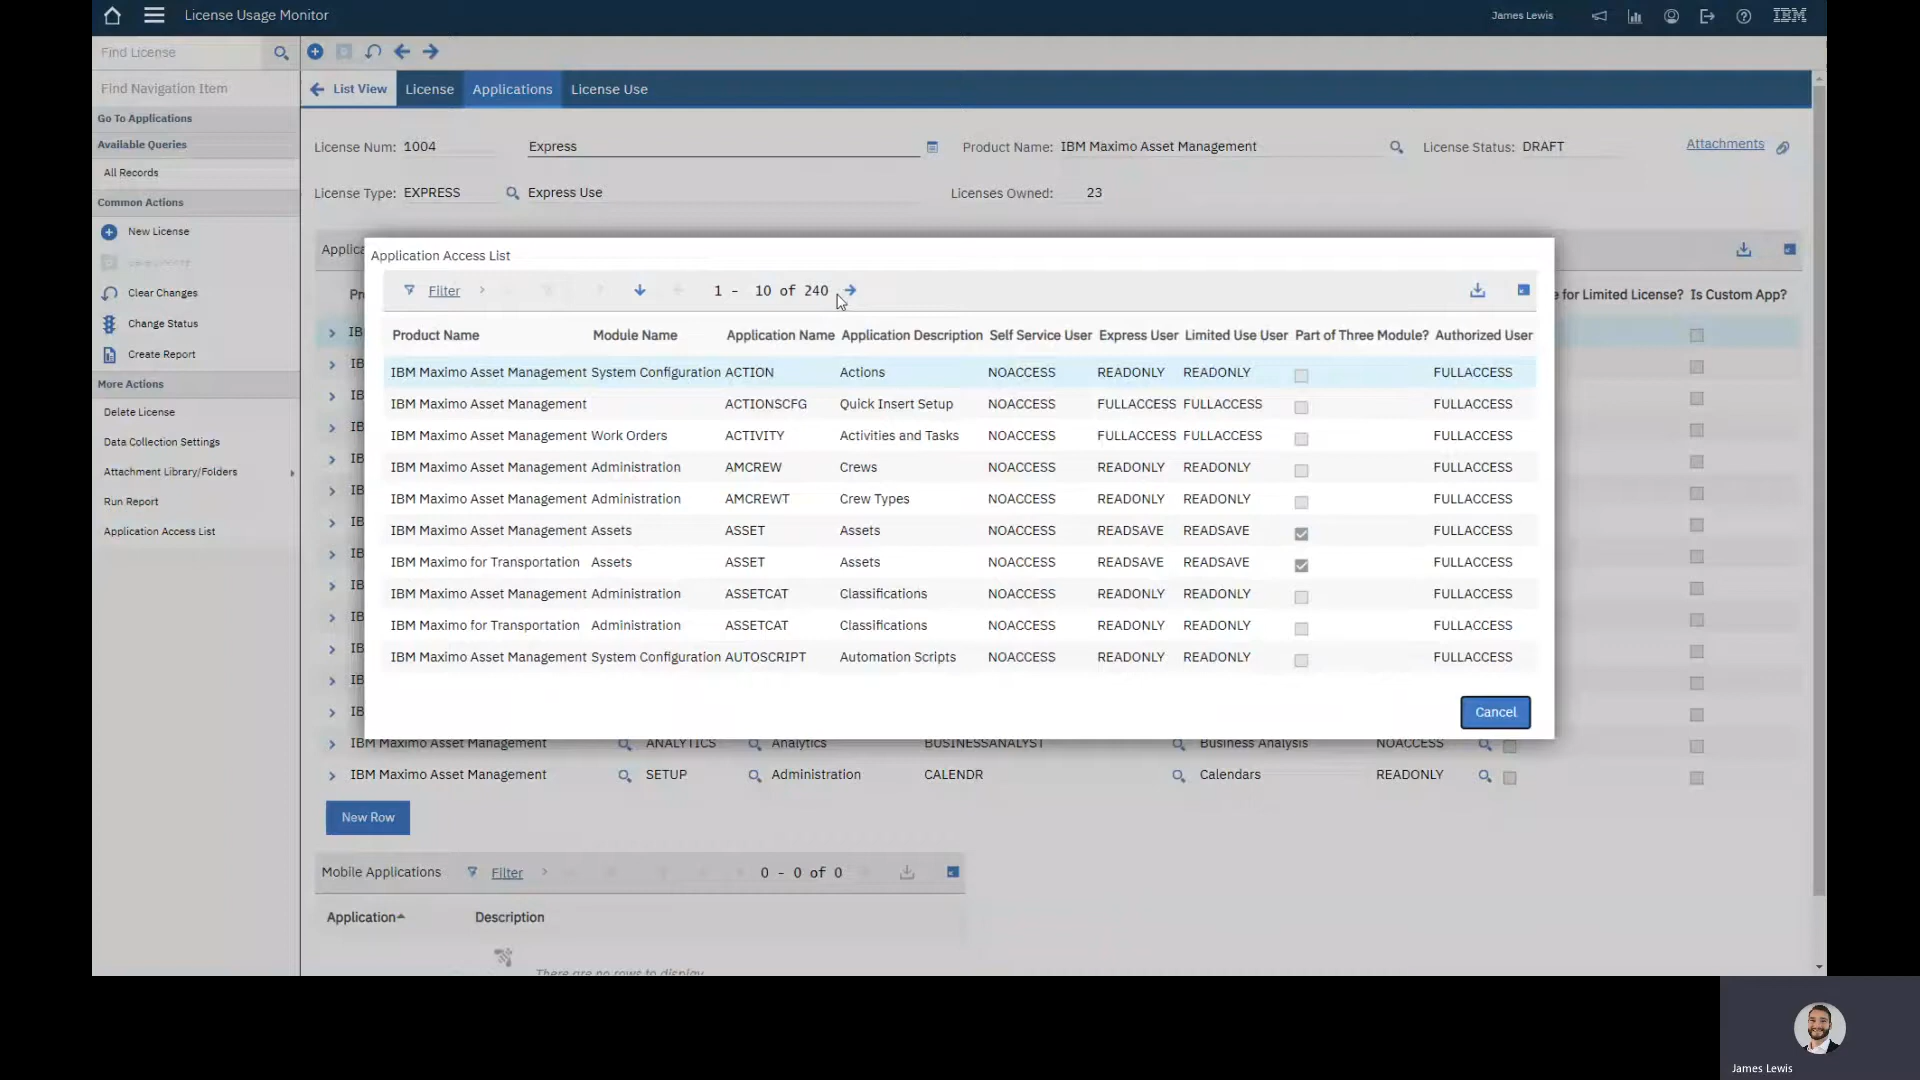 License Usage Monitor
James Lewis
IBM
Find License
Find Navigation Item
Go To Applications
Available Queries
All Records
Common Actions
New License
Clear Changes
Change Status
Create Report
More Actions
Delete License
Data Collection Settings
Attachment Library/Folders
Run Report
Application Access List
List View License Applications License Use
License Num: 1004 Express Product Name: IBM Maximo Asset Management License Status: DRAFT Attachments
License Type: EXPRESS Express Use Licenses Owned: 23
Application Access List
Filter 1 - 10 of 240
for Limited License? Is Custom App?
Product Name Module Name Application Name Application Description Self Service User Express User Limited Use User Part of Three Module? Authorized User
IBM Maximo Asset Management System Configuration ACTION Actions NOACCESS READONLY READONLY FULLACCESS
IBM Maximo Asset Management ACTIONSCFG Quick Insert Setup NOACCESS FULLACCESS FULLACCESS FULLACCESS
IBM Maximo Asset Management Work Orders ACTIVITY Activities and Tasks NOACCESS FULLACCESS FULLACCESS FULLACCESS
IBM Maximo Asset Management Administration AMCREW Crews NOACCESS READONLY READONLY FULLACCESS
IBM Maximo Asset Management Administration AMCREWT Crew Types NOACCESS READONLY READONLY FULLACCESS
IBM Maximo Asset Management Assets ASSET Assets NOACCESS READSAVE READSAVE FULLACCESS
IBM Maximo for Transportation Assets ASSET Assets NOACCESS READSAVE READSAVE FULLACCESS
IBM Maximo Asset Management Administration ASSETCAT Classifications NOACCESS READONLY READONLY FULLACCESS
IBM Maximo for Transportation Administration ASSETCAT Classifications NOACCESS READONLY READONLY FULLACCESS
IBM Maximo Asset Management System Configuration AUTOSCRIPT Automation Scripts NOACCESS READONLY READONLY FULLACCESS
Cancel
IBM Maximo Asset Management ANALYTICS Analytics BUSINESSANALYST Business Analysis NOACCESS
IBM Maximo Asset Management SETUP Administration CALENDR Calendars READONLY
New Row
Mobile Applications Filter 0 - 0 of 0
Application Description
There are no rows to display
James Lewis